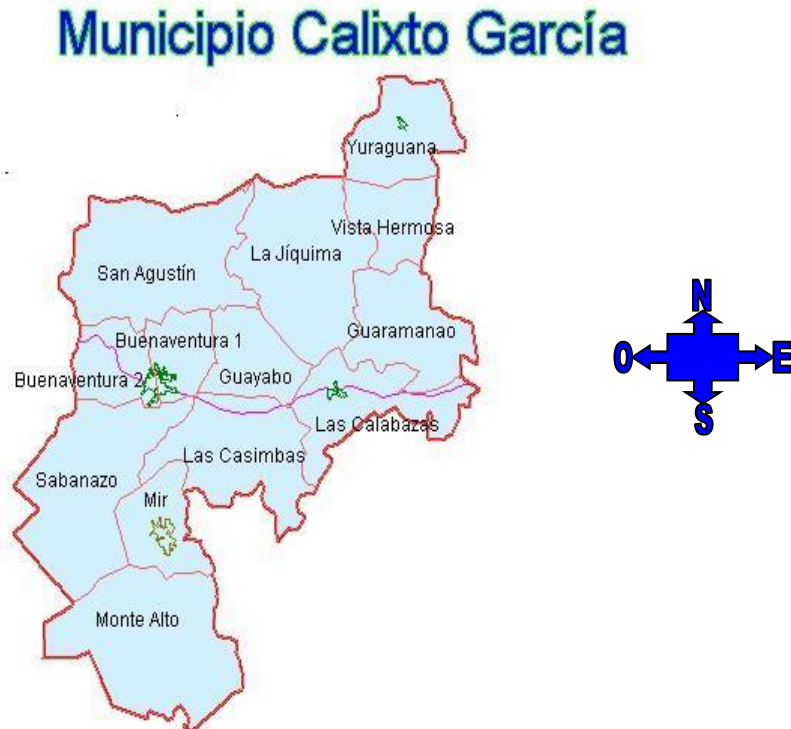 Municipio Calixto García
Yuraguana
Vista Hermosa
La Jíquima
San Agustín
N
Guaramanao
Buenaventura 1
O
E
Buenaventura 2
Guayabo
S
Las Calabazas
Las Casimbas
Sabanazo
Mir
Monte Alto